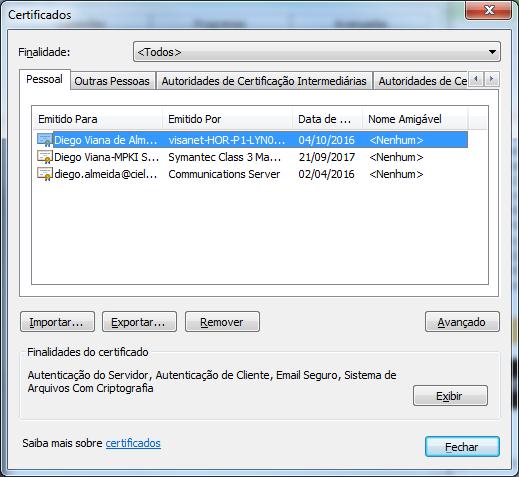 Certificados
Finalidade:
<Todos>
Pessoal Outras Pessoas Autoridades de Certificação Intermediárias Autoridades de Ce
Emitido Para Emitido Por Data de ... Nome Amigável
Diego Viana de Alm... visanet-HOR-P1-LYN0... 04/10/2016 <Nenhum>
Diego Viana-MPKI S... Symantec Class 3 Ma... 21/09/2017 <Nenhum>
diego.almeida@ciel... Communications Server 02/04/2016 <Nenhum>
Importar... Exportar... Remover Avançado
Finalidades do certificado
Autenticação do Servidor, Autenticação de Cliente, Email Seguro, Sistema de
Arquivos Com Criptografia
Exibir
Saiba mais sobre certificados
Fechar